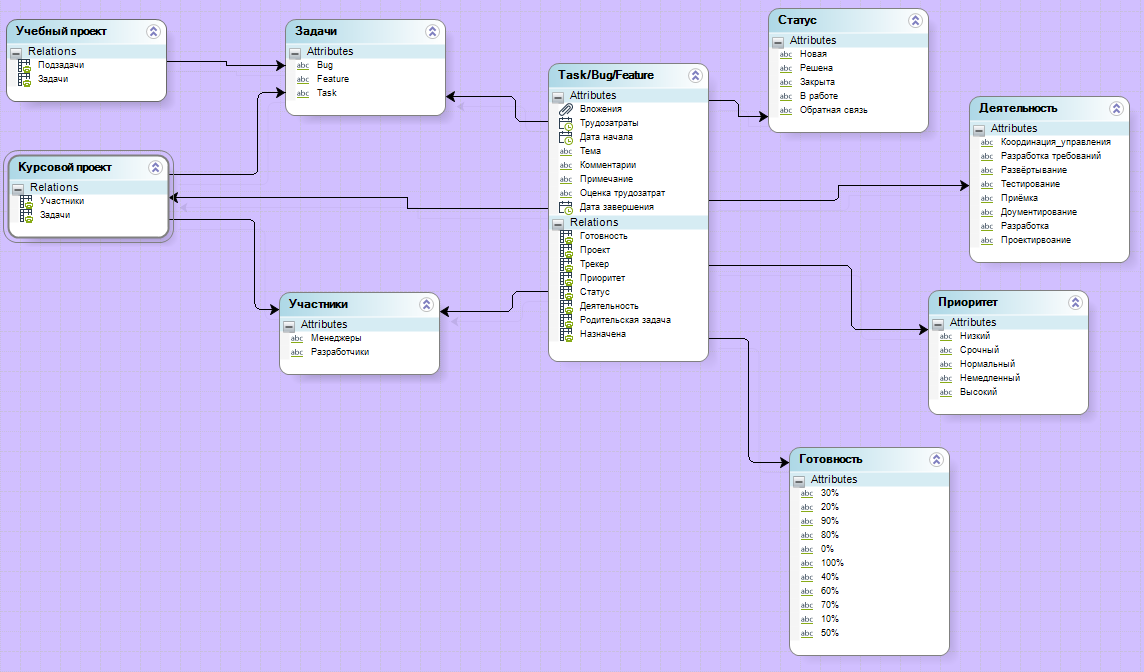 Учебный проект
Relations
Подзадачи
Задачи
Задачи
Attributes
abc Bug
abc Feature
abc Task
Статус
Attributes
abc Новая
abc Решена
abc Закрыта
abc В работе
abc Обратная связь
Task/Bug/Feature
Attributes
Вложения
Трудозатраты
Дата начала
abc Тема
abc Комментарии
abc Примечание
abc Оценка трудозатрат
Дата завершения
Relations
Готовность
Проект
Трекер
Приоритет
Статус
Деятельность
Родительская задача
Назначена
Деятельность
Attributes
abc Координация_управления
abc Разработка требований
abc Развёртывание
abc Тестирование
abc Приёмка
abc Доументирование
abc Разработка
abc Проектирвоание
Курсовой проект
Relations
Участники
Задачи
Участники
Attributes
abc Менеджеры
abc Разработчики
Приоритет
Attributes
abc Низкий
abc Срочный
abc Нормальный
abc Немедленный
abc Высокий
Готовность
Attributes
abc 30%
abc 20%
abc 90%
abc 80%
abc 0%
abc 100%
abc 40%
abc 60%
abc 70%
abc 10%
abc 50%